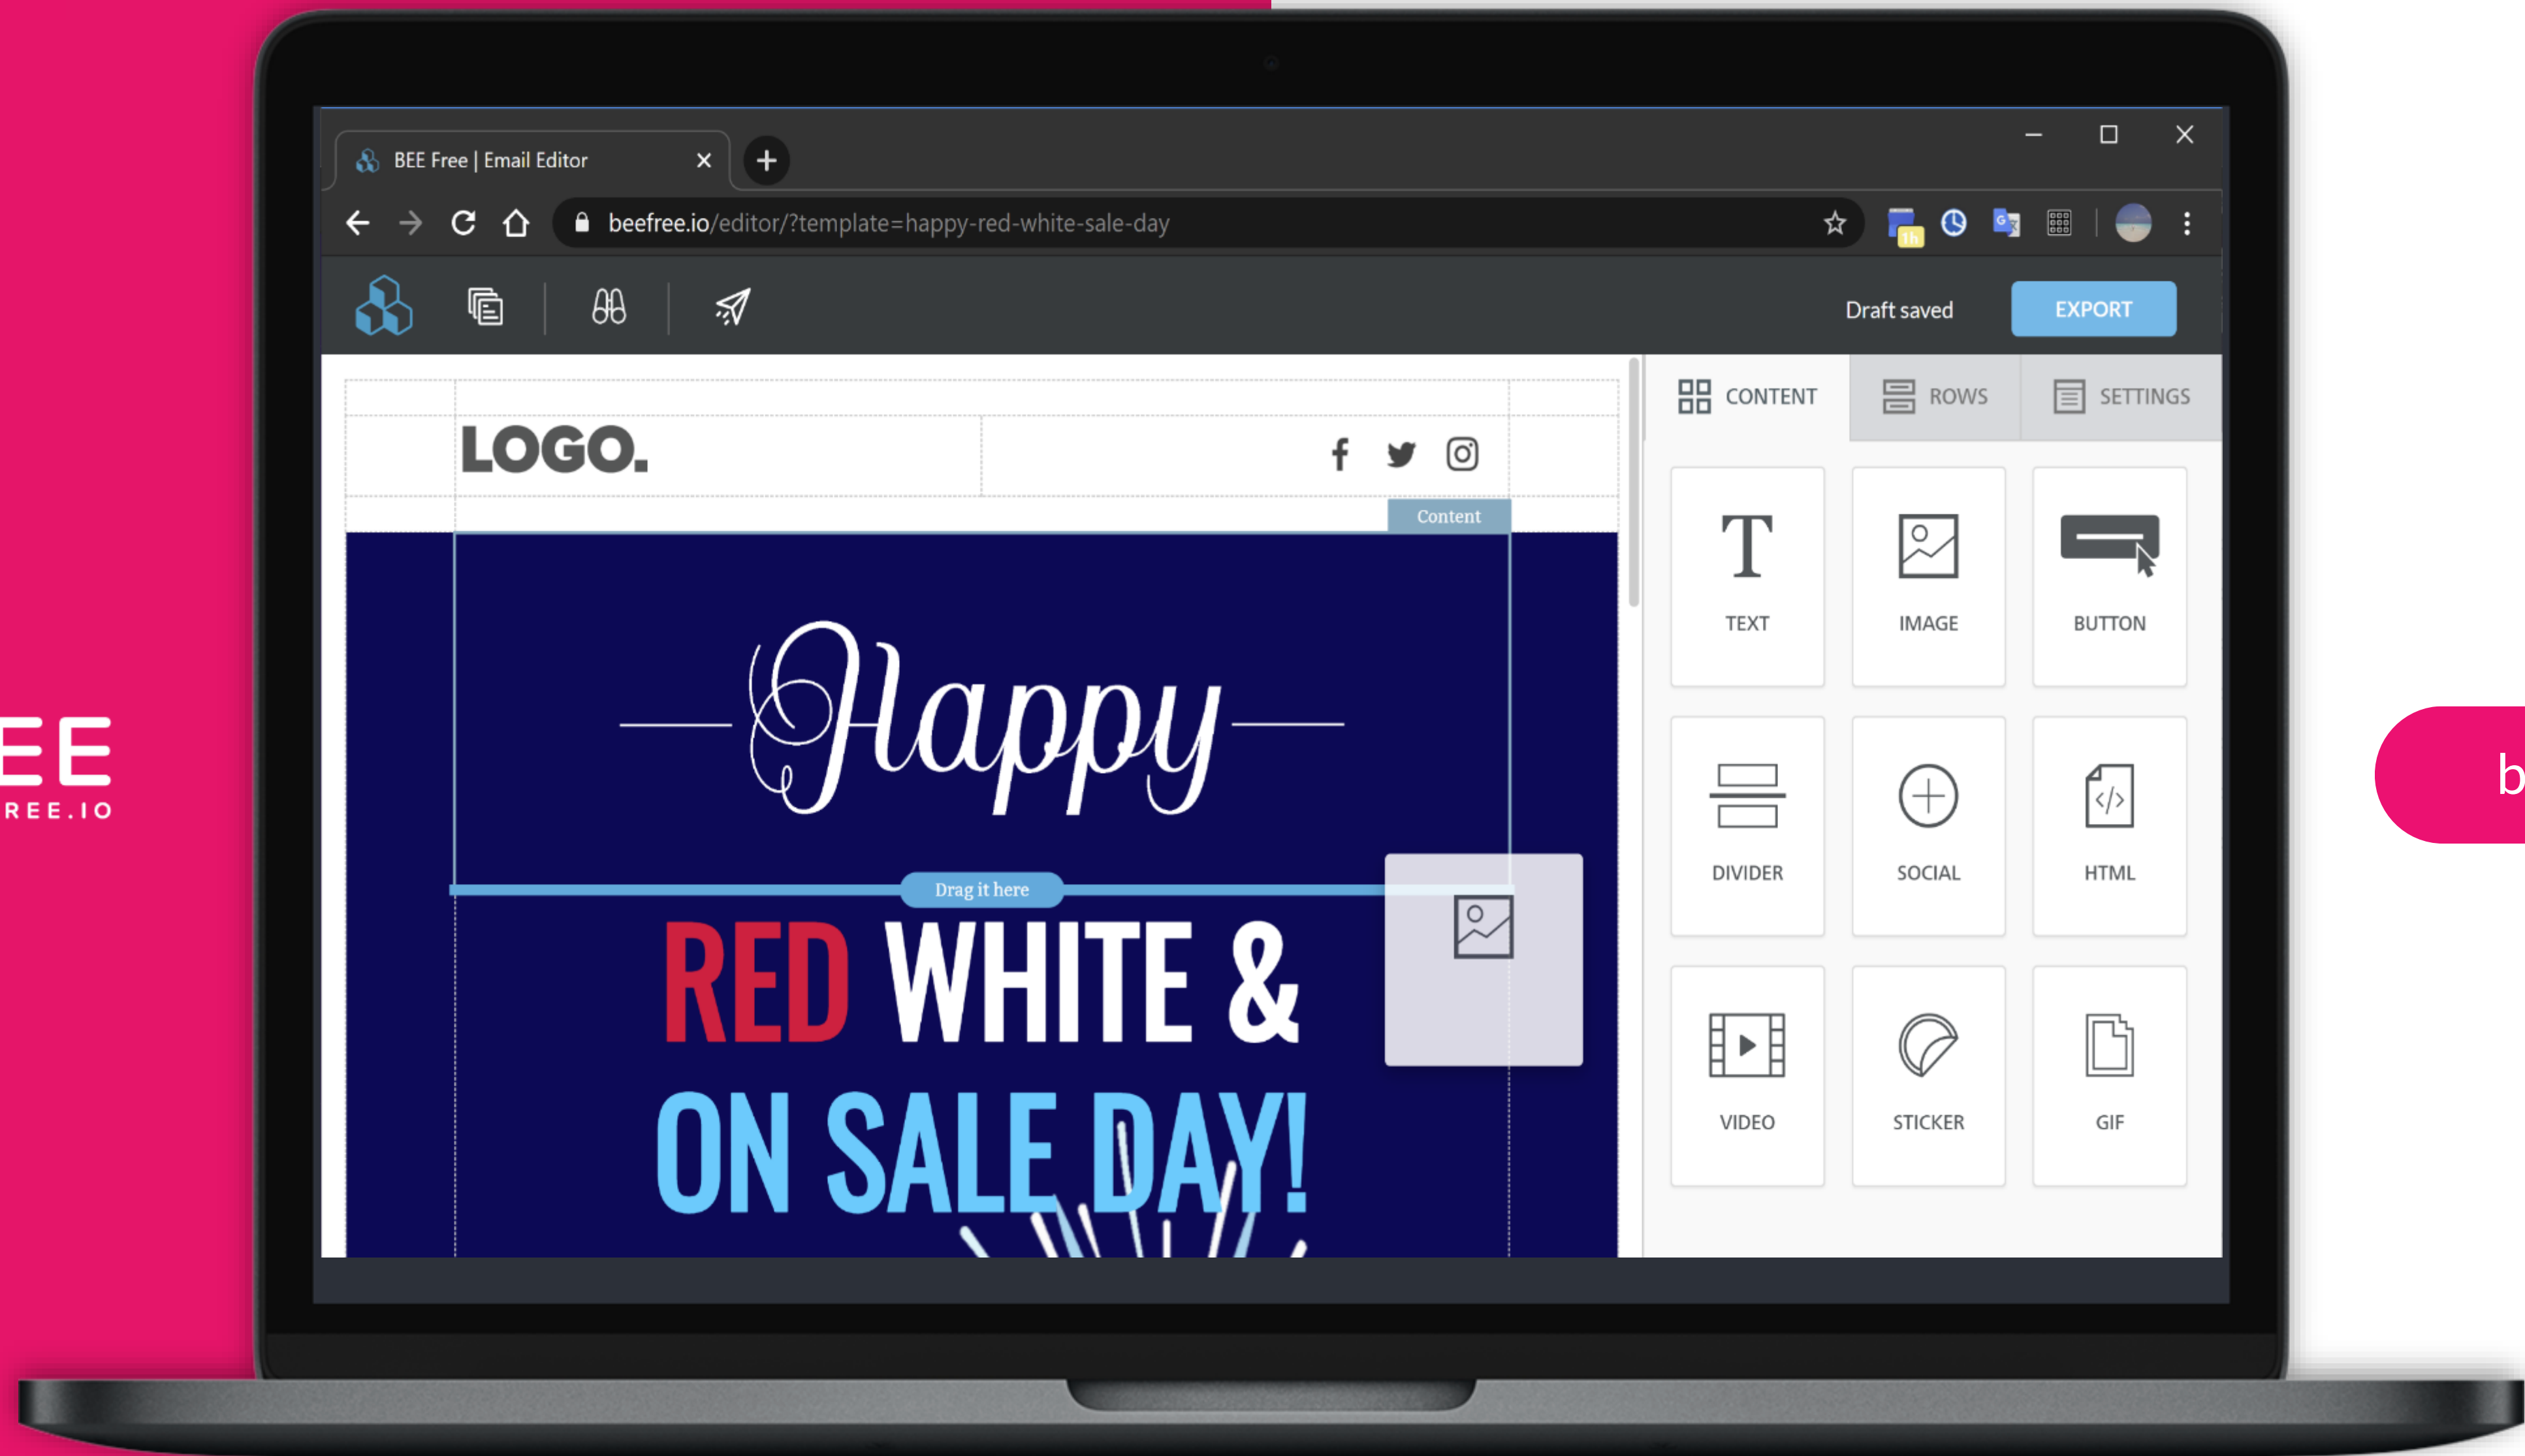 BEE Free | Email Editor
beefree.io/editor/?template=happy-red-white-sale-day
1h
Draft saved
EXPORT
LOGO.
Content
Happy
Drag it here
RED WHITE &
ON SALE DAY!
CONTENT
ROWS
SETTINGS
TEXT
IMAGE
BUTTON
DIVIDER
SOCIAL
HTML
VIDEO
STICKER
GIF
EE
REE.IO
b